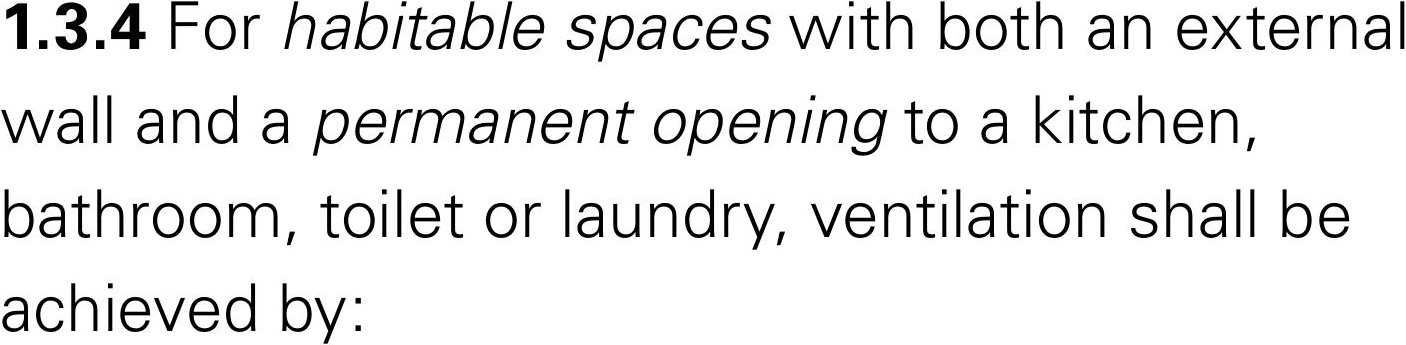 1.3.4 For habitable spaces with both an external
wall and a permanent opening to a kitchen,
bathroom, toilet or laundry, ventilation shall be
achieved by: